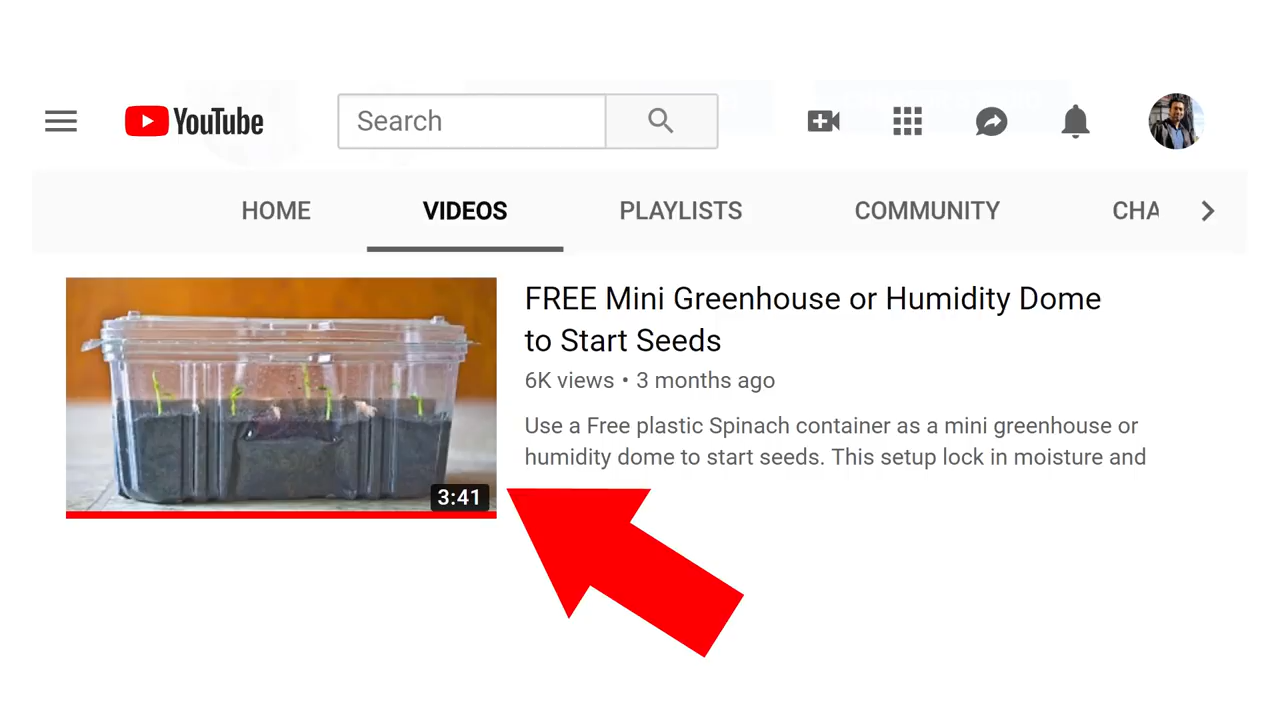 YouTube
Search
HOME VIDEOS PLAYLISTS COMMUNITY CHA
FREE Mini Greenhouse or Humidity Dome
to Start Seeds
6K views • 3 months ago
Use a Free plastic Spinach container as a mini greenhouse or
humidity dome to start seeds. This setup lock in moisture and
3:41